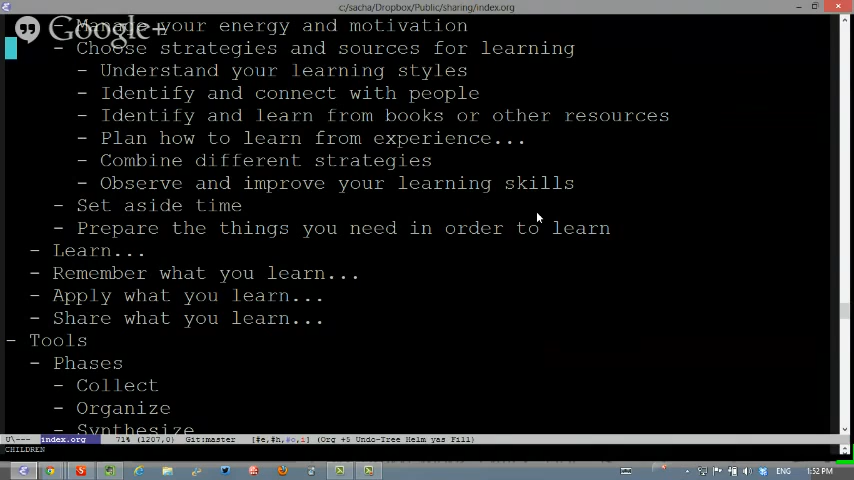 c:/sacha/Dropbox/Public/sharing/index.org
Google+
- Manage your energy and motivation
- Choose strategies and sources for learning
- Understand your learning styles
- Identify and connect with people
- Identify and learn from books or other resources
- Plan how to learn from experience...
- Combine different strategies
- Observe and improve your learning skills
- Set aside time
- Prepare the things you need in order to learn
- Learn...
- Remember what you learn...
- Apply what you learn...
- Share what you learn...
- Tools
- Phases
- Collect
- Organize
- Synthesize
U\--- index.org 71% (1207,0) Git:master [#e,#h,#c,i] (Org +5 Undo-Tree Helm yas Fill)
CHILDREN
ENG
1:52 PM